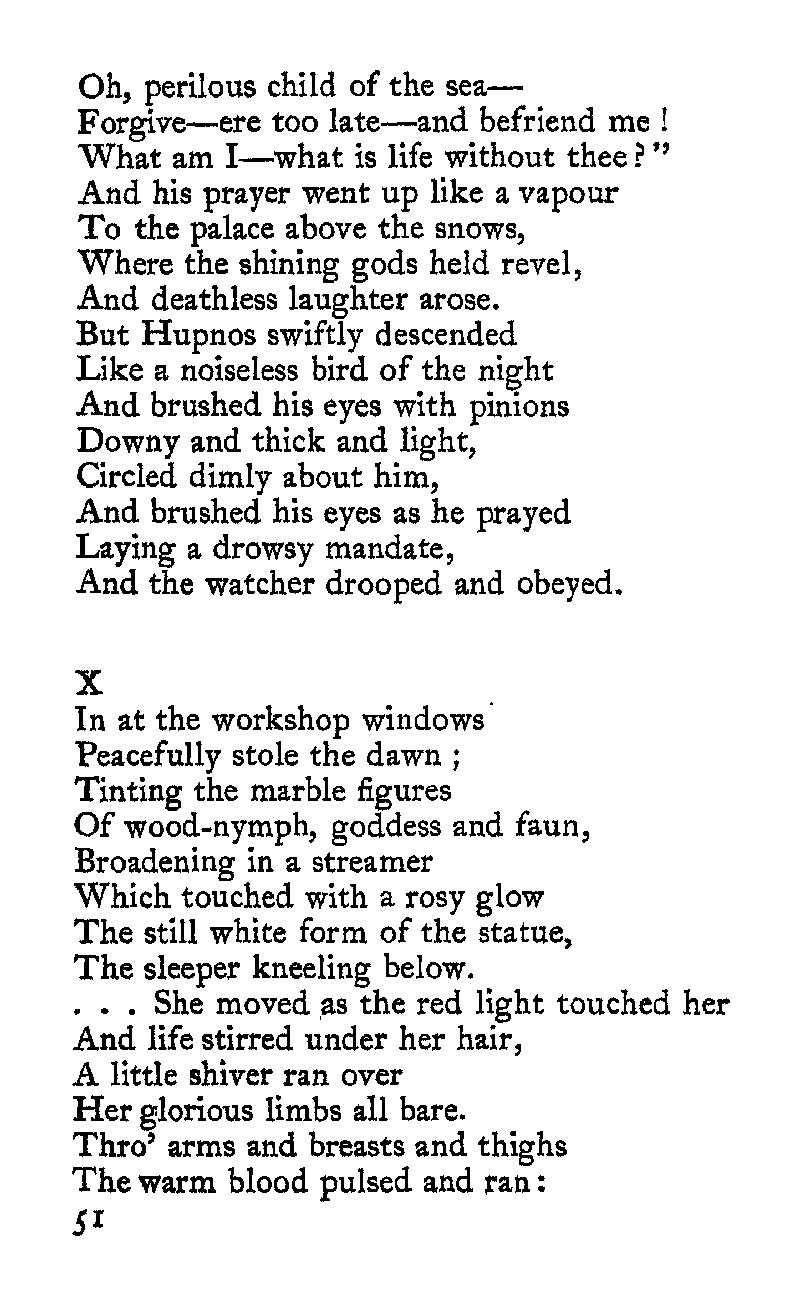 Oh, perilous child of the sea—
Forgive—ere too late—and befriend me !
What am I—what is life without thee ? ”
And his prayer went up like a vapour
To the palace above the snows,
Where the shining gods held revel,
And deathless laughter arose.
But Hupnos swiftly descended
Like a noiseless bird of the night
And brushed his eyes with pinions
Downy and thick and light,
Circled dimly about him,
And brushed his eyes as he prayed
Laying a drowsy mandate,
And the watcher drooped and obeyed.
X
In at the workshop windows
Peacefully stole the dawn ;
Tinting the marble figures
Of wood-nymph, goddess and faun,
Broadening in a streamer
Which touched with a rosy glow
The still white form of the statue,
The sleeper kneeling below.
. . . She moved as the red light touched her
And life stirred under her hair,
A little shiver ran over
Her glorious limbs all bare.
Thro’ arms and breasts and thighs
The warm blood pulsed and ran :
51